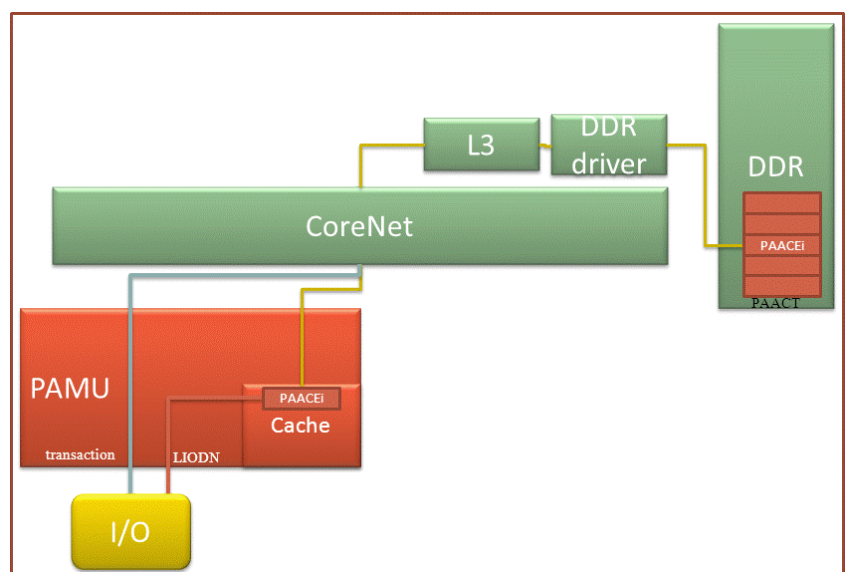 L3
DDR
driver
DDR
PAACEi
PAACT
CoreNet
PAMU
PAACEi
Cache
transaction
LIODN
I/O